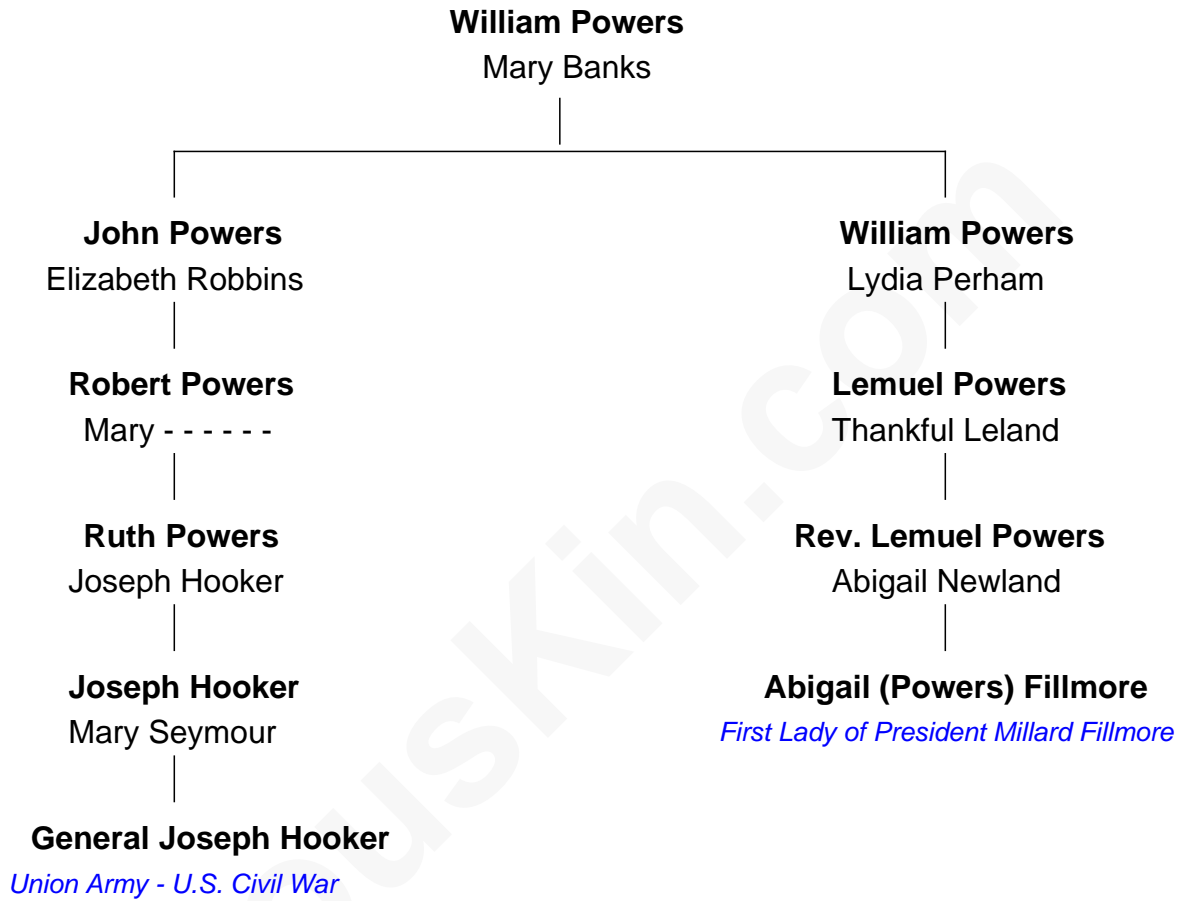 William Powers
Mary Banks
John Powers
Elizabeth Robbins
William Powers
Lydia Perham
Robert Powers
Mary - - - - - -
Lemuel Powers
Thankful Leland
Ruth Powers
Joseph Hooker
Rev. Lemuel Powers
Abigail Newland
Joseph Hooker
Mary Seymour
Abigail (Powers) Fillmore
First Lady of President Millard Fillmore
General Joseph Hooker
Union Army - U.S. Civil War
ousKin.com